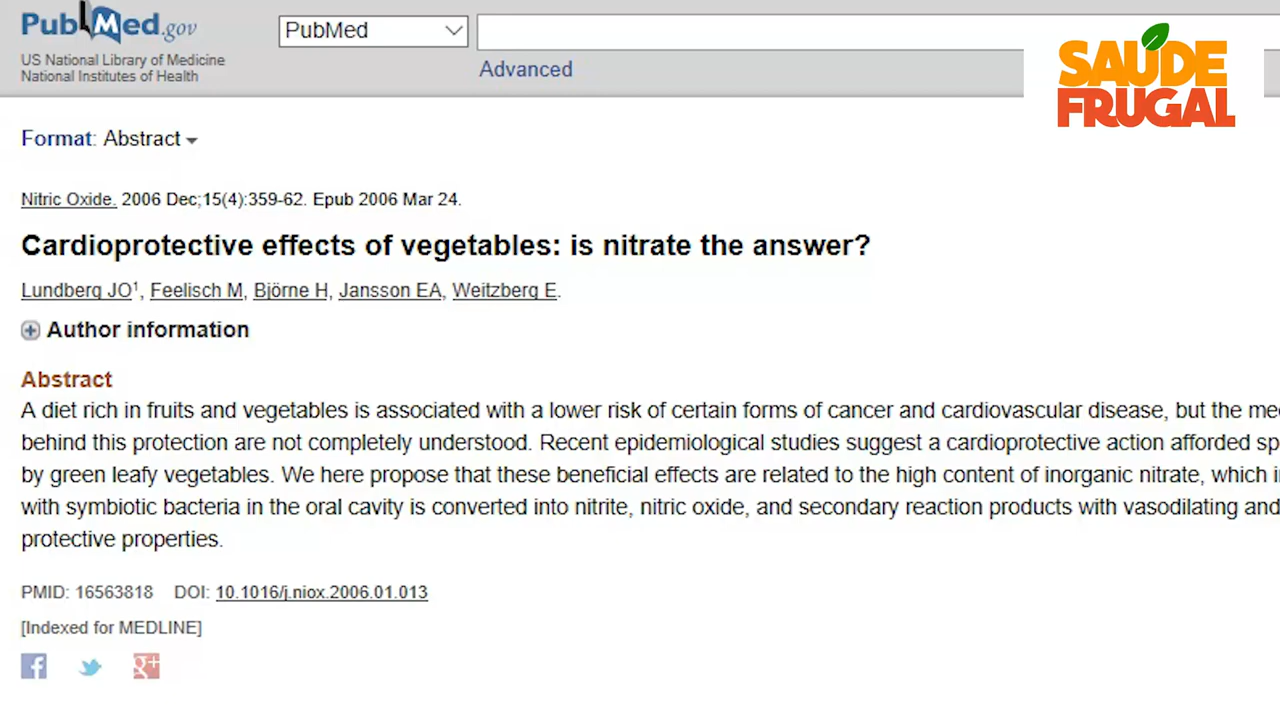 PubMed.gov
US National Library of Medicine
National Institutes of Health
PubMed
Advanced
SAÚDE
FRUGAL
Format: Abstract
Nitric Oxide. 2006 Dec;15(4):359-62. Epub 2006 Mar 24.
Cardioprotective effects of vegetables: is nitrate the answer?
Lundberg JO1, Feelisch M, Björne H, Jansson EA, Weitzberg E.
Author information
Abstract
A diet rich in fruits and vegetables is associated with a lower risk of certain forms of cancer and cardiovascular disease, but the
behind this protection are not completely understood. Recent epidemiological studies suggest a cardioprotective action afforded
by green leafy vegetables. We here propose that these beneficial effects are related to the high content of inorganic nitrate, which
with symbiotic bacteria in the oral cavity is converted into nitrite, nitric oxide, and secondary reaction products with vasodilating and
protective properties.
PMID: 16563818 DOI: 10.1016/j.niox.2006.01.013
[Indexed for MEDLINE]
f
g+